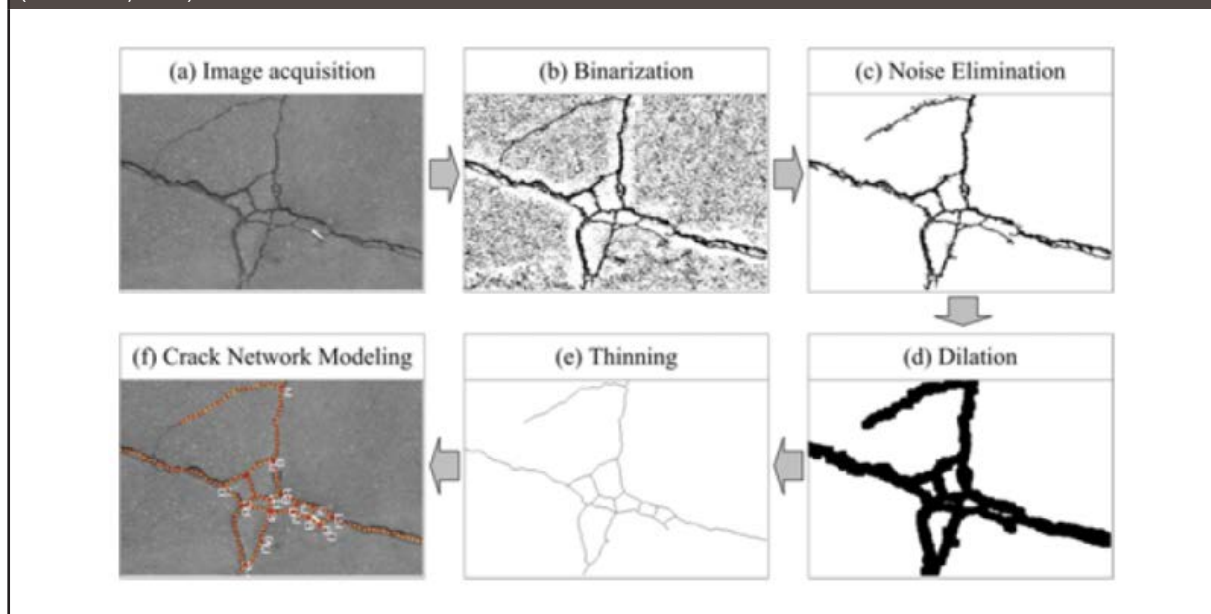 (a) Image acquisition
(b) Binarization
(c) Noise Elimination
(f) Crack Network Modeling
(e) Thinning
(d) Dilation